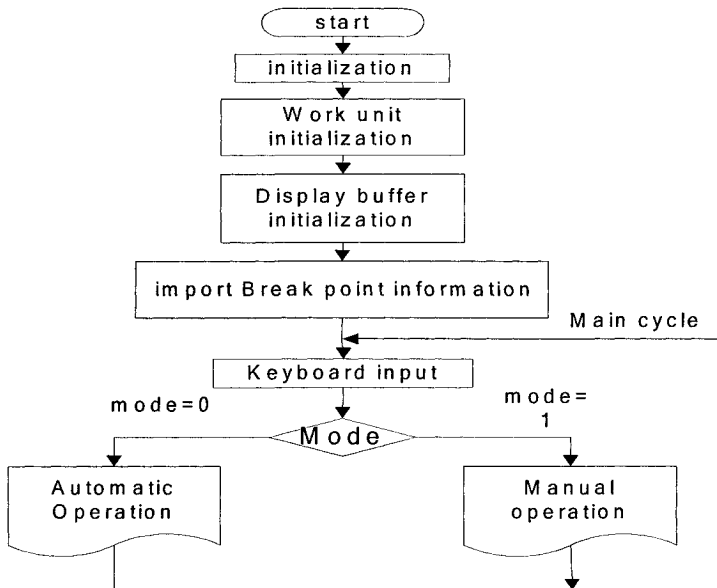 start
initialization
Work unit
initialization
Display buffer
initialization
import Break point information
Main cycle
Keyboard input
mode=0
mode=
1
Mode
Automatic
Operation
Manual
operation